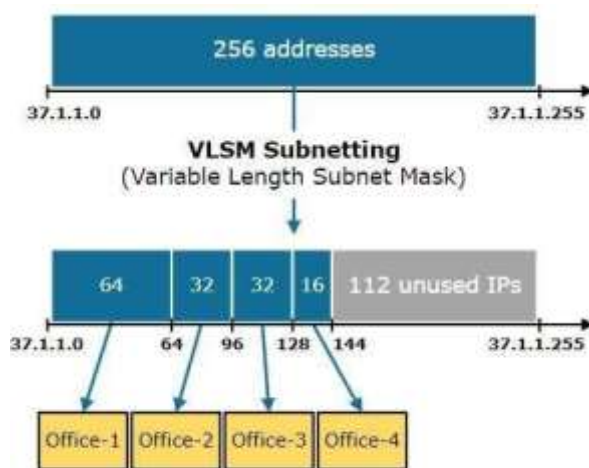 256 addresses
37.1.1.0 37.1.1.255
VLSM Subnetting
(Variable Length Subnet Mask)
64 32 32 16 112 unused IPs
37.1.1.0 64 96 128 144 37.1.1.255
Office-1 Office-2 Office-3 Office-4